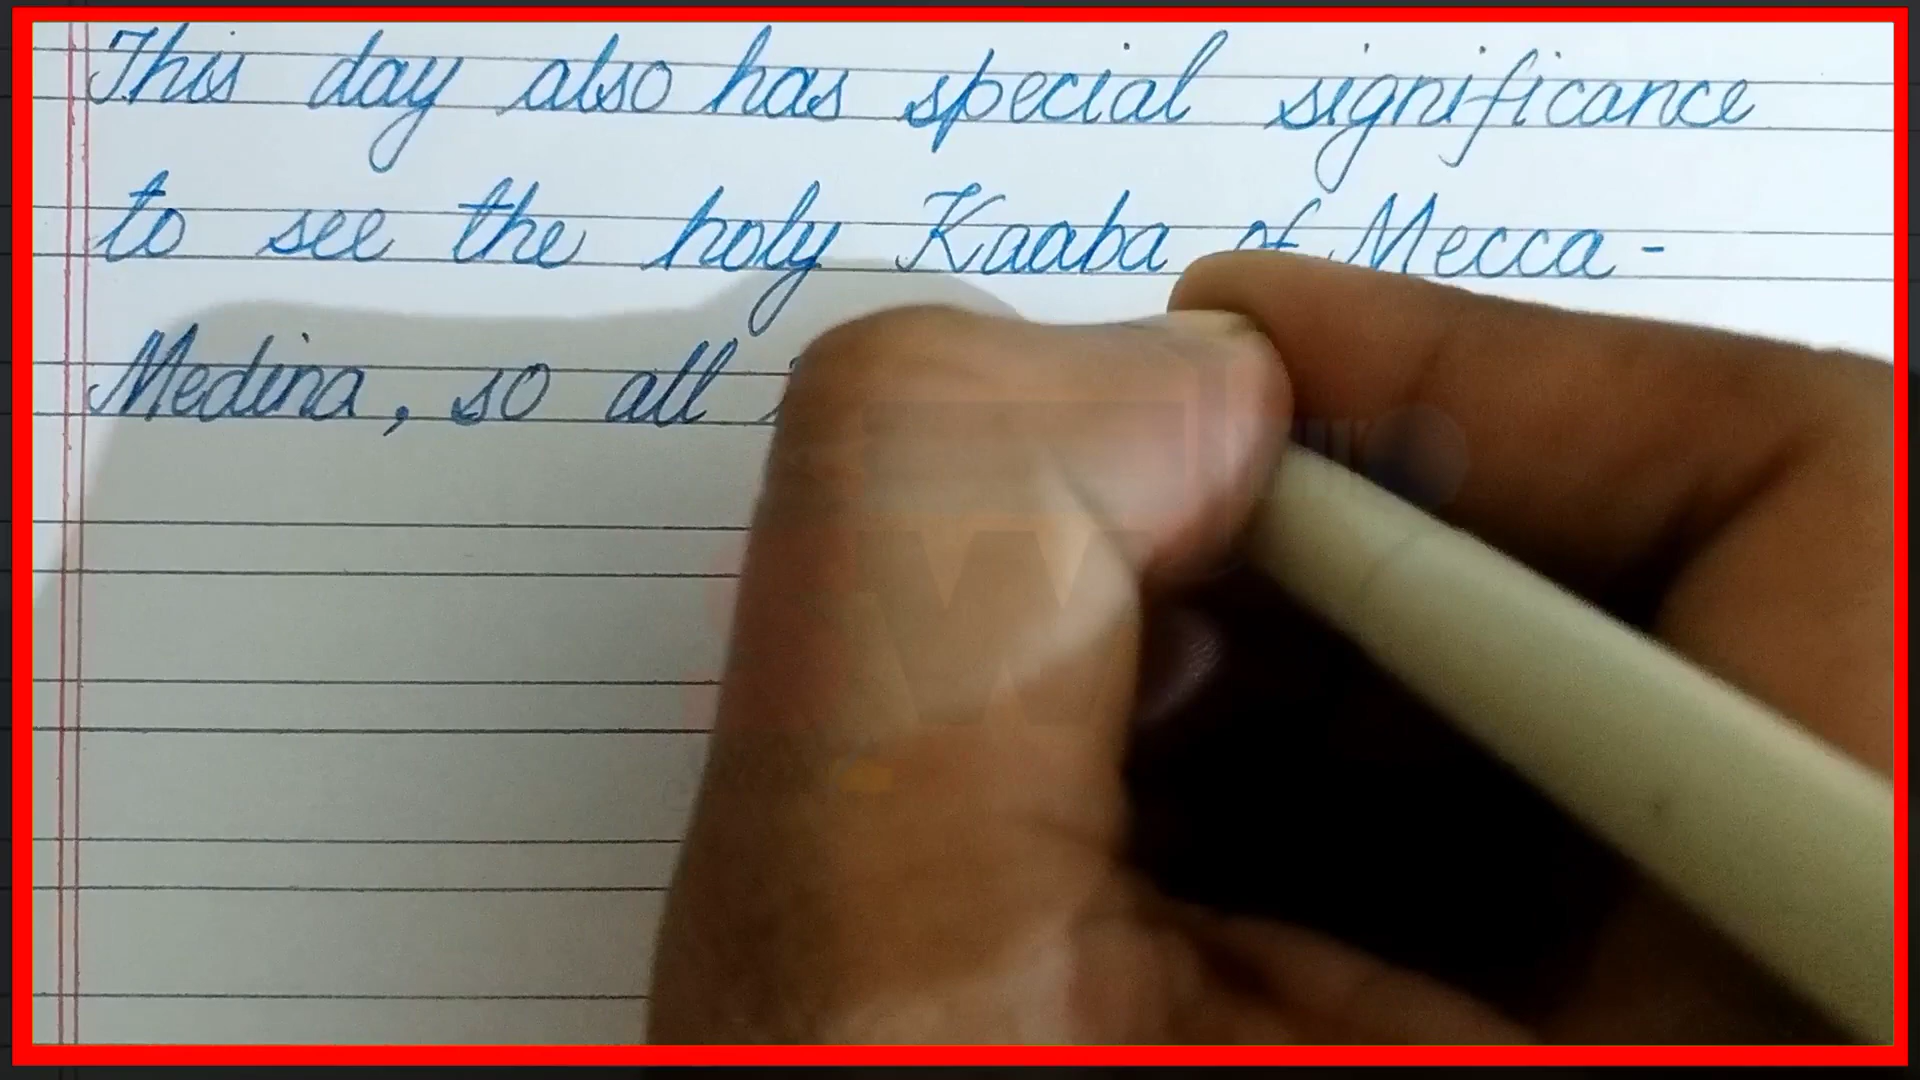 This day also has special significance
to see the holy Kaaba of Mecca-
Medina, so all